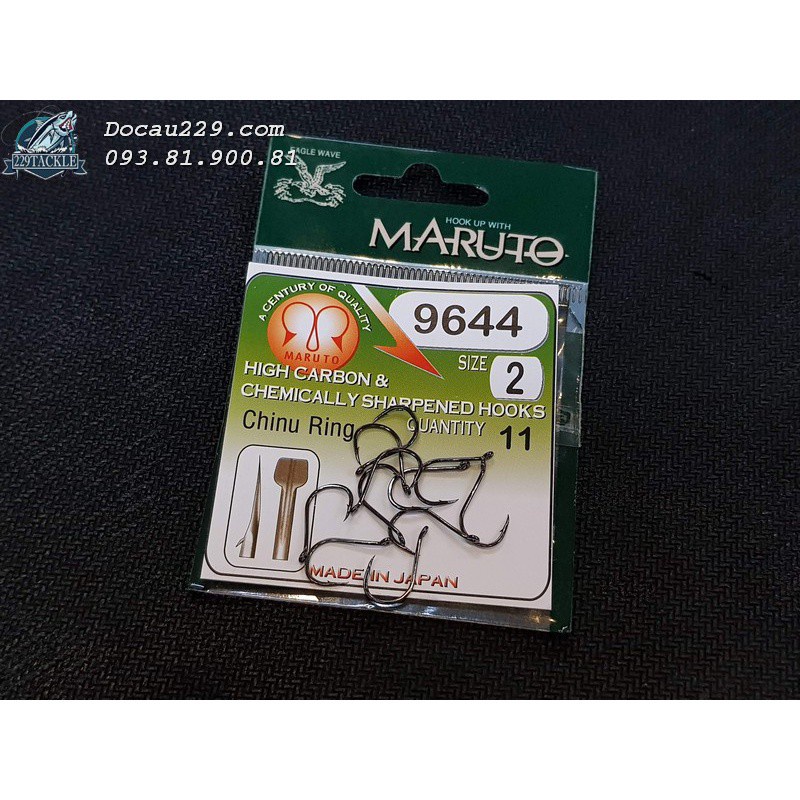 Docau229.com
093.81.900.81
229TACKLE
EAGLE WAVE
HOOK UP WITH
MARUTO
A CENTURY OF QUALITY
MARUTO
9644
SIZE 2
HIGH CARBON &
CHEMICALLY SHARPENED HOOKS
Chinu Ring
QUANTITY 11
MADE IN JAPAN